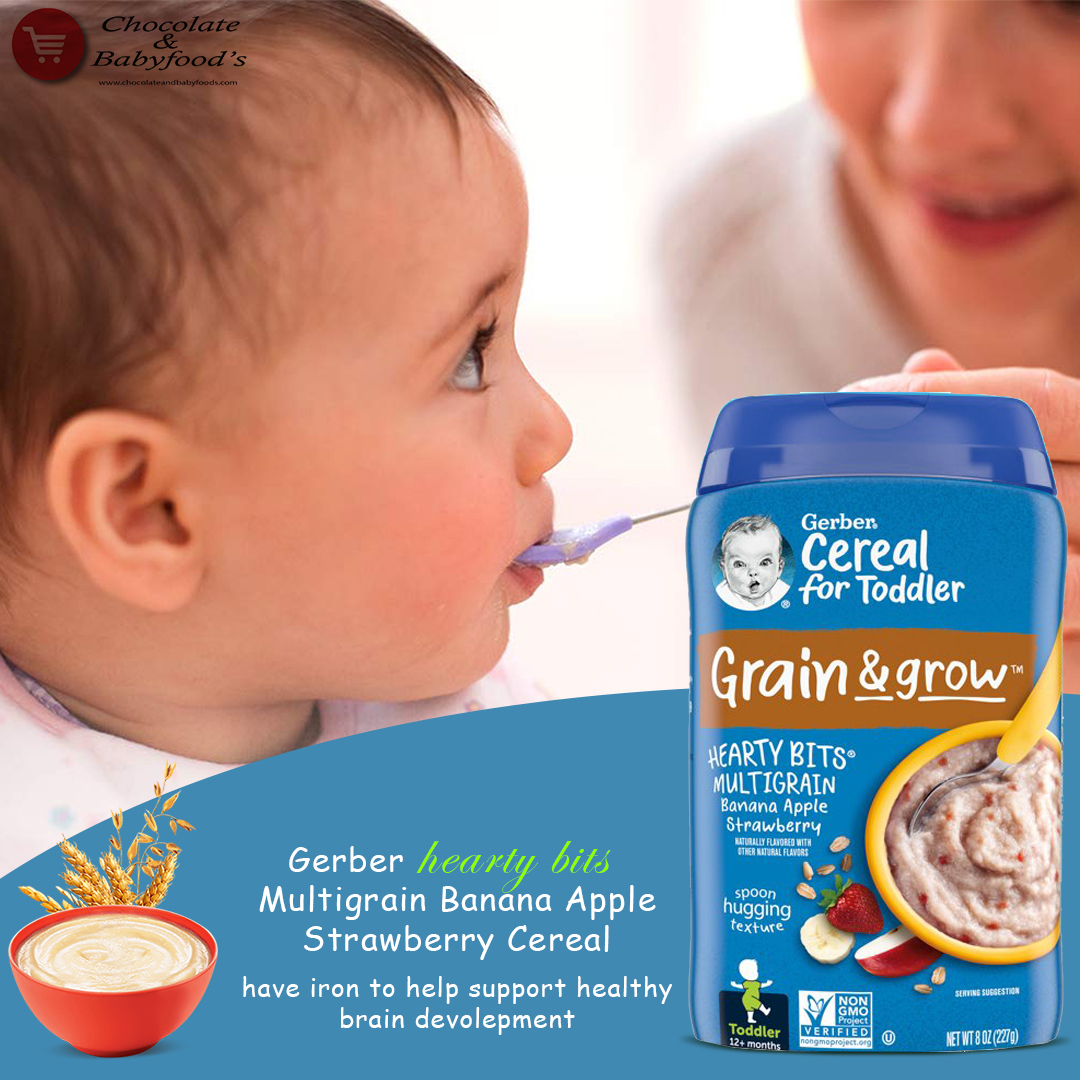 Chocolate
&
Babyfood's
www.chocolateandbabyfoods.com
Gerber®
Cereal
for Toddler
®
Grain & grow™
HEARTY BITS®
MULTIGRAIN
Banana Apple
Strawberry
NATURALLY FLAVORED WITH
OTHER NATURAL FLAVORS
spoon
hugging
texture
SERVING SUGGESTION
Toddler
12+ months
NON
GMO
Project
VERIFIED
nongmoproject.org
U
NET WT 8 OZ (227g)
Gerber hearty bits
Multigrain Banana Apple
Strawberry Cereal
have iron to help support healthy
brain devolepment